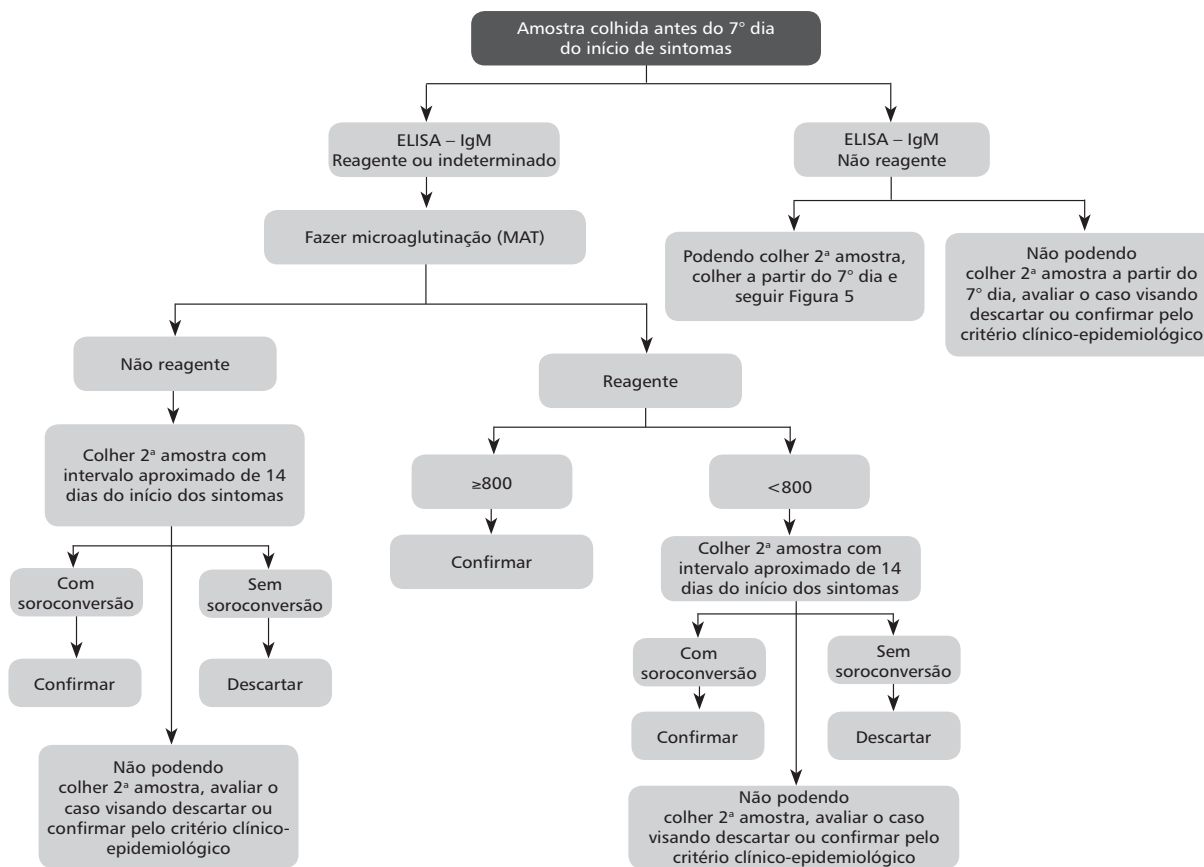 Amostra colhida antes do 7° dia
do início de sintomas
ELISA – IgM
Reagente ou indeterminado
ELISA – IgM
Não reagente
Fazer microaglutinação (MAT)
Podendo colher 2ª amostra,
colher a partir do 7° dia e
seguir Figura 5
Não podendo
colher 2ª amostra a partir do
7° dia, avaliar o caso visando
descartar ou confirmar pelo
critério clínico-epidemiológico
Não reagente
Reagente
Colher 2ª amostra com
intervalo aproximado de 14
dias do início dos sintomas
≥800
<800
Confirmar
Colher 2ª amostra com
intervalo aproximado de 14
dias do início dos sintomas
Com
soroconversão
Sem
soroconversão
Confirmar
Descartar
Com
soroconversão
Sem
soroconversão
Confirmar
Descartar
Não podendo
colher 2ª amostra, avaliar o
caso visando descartar ou
confirmar pelo critério clínico-
epidemiológico
Não podendo
colher 2ª amostra, avaliar o caso
visando descartar ou confirmar pelo
critério clínico-epidemiológico